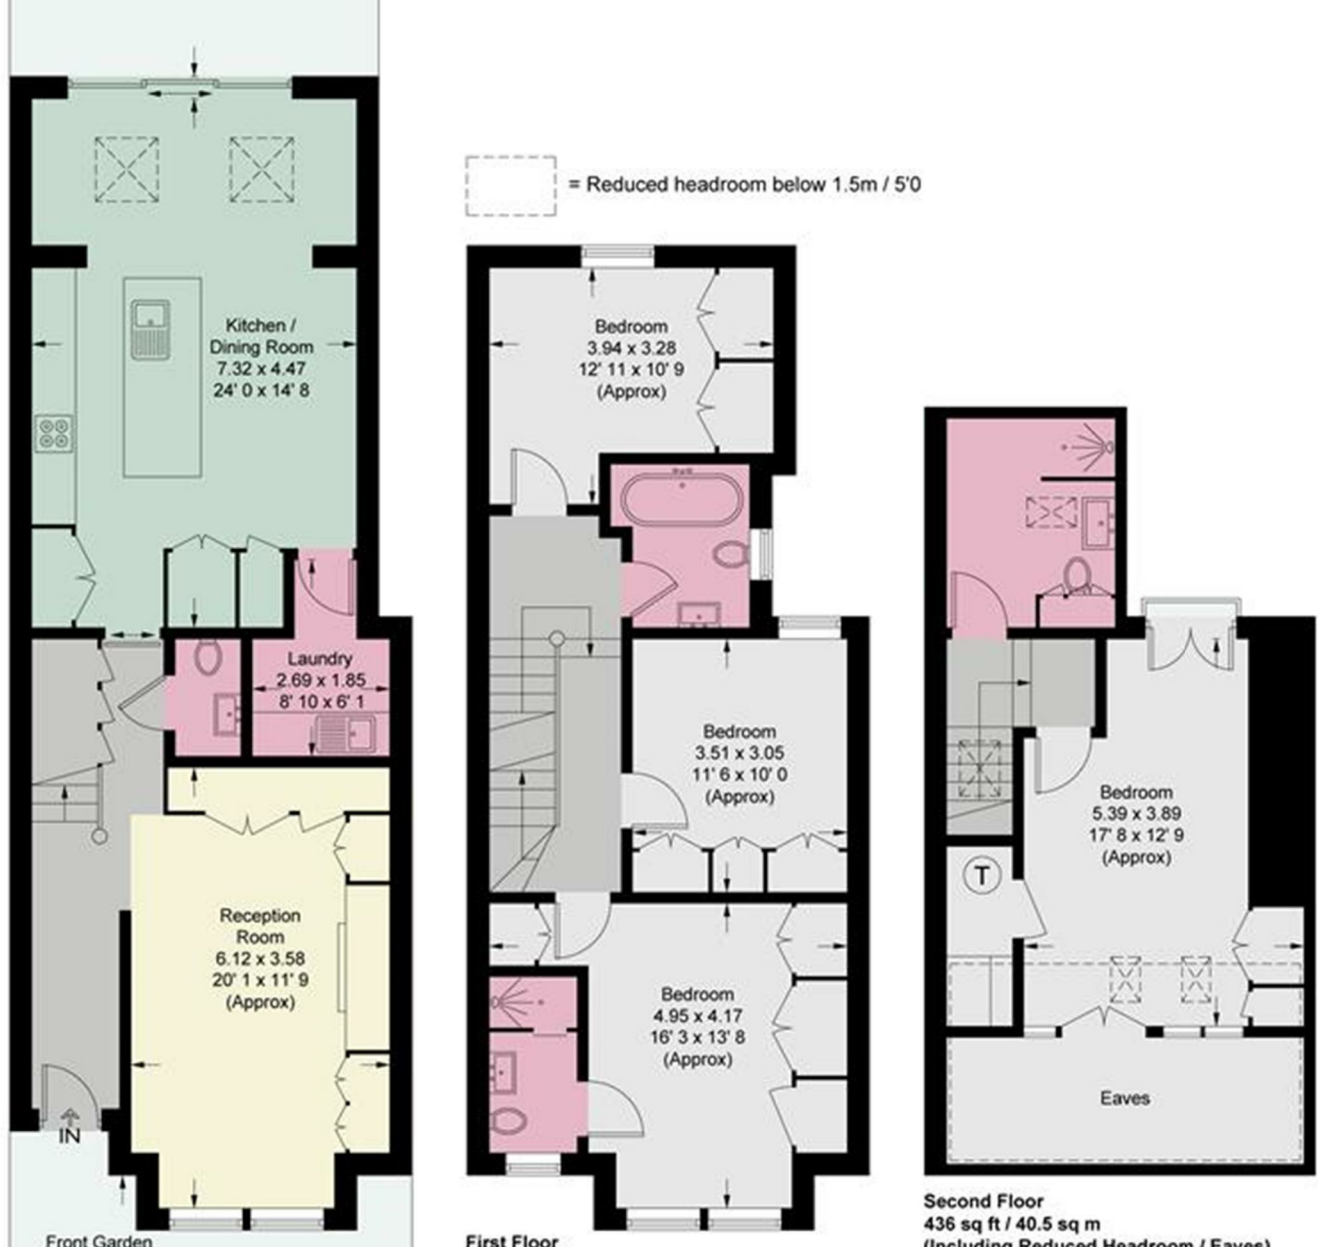 = Reduced headroom below 1.5m / 5'0
Kitchen /
Dining Room
7.32 x 4.47
24' 0 x 14' 8
Laundry
2.69 x 1.85
8' 10 x 6' 1
Reception
Room
6.12 x 3.58
20' 1 x 11' 9
(Approx)
IN
Front Garden
Bedroom
3.94 x 3.28
12' 11 x 10' 9
(Approx)
Bedroom
3.51 x 3.05
11' 6 x 10' 0
(Approx)
Bedroom
4.95 x 4.17
16' 3 x 13' 8
(Approx)
First Floor
Bedroom
5.39 x 3.89
17' 8 x 12' 9
(Approx)
T
Eaves
Second Floor
436 sq ft / 40.5 sq m
(Including Reduced Headroom / Eaves)